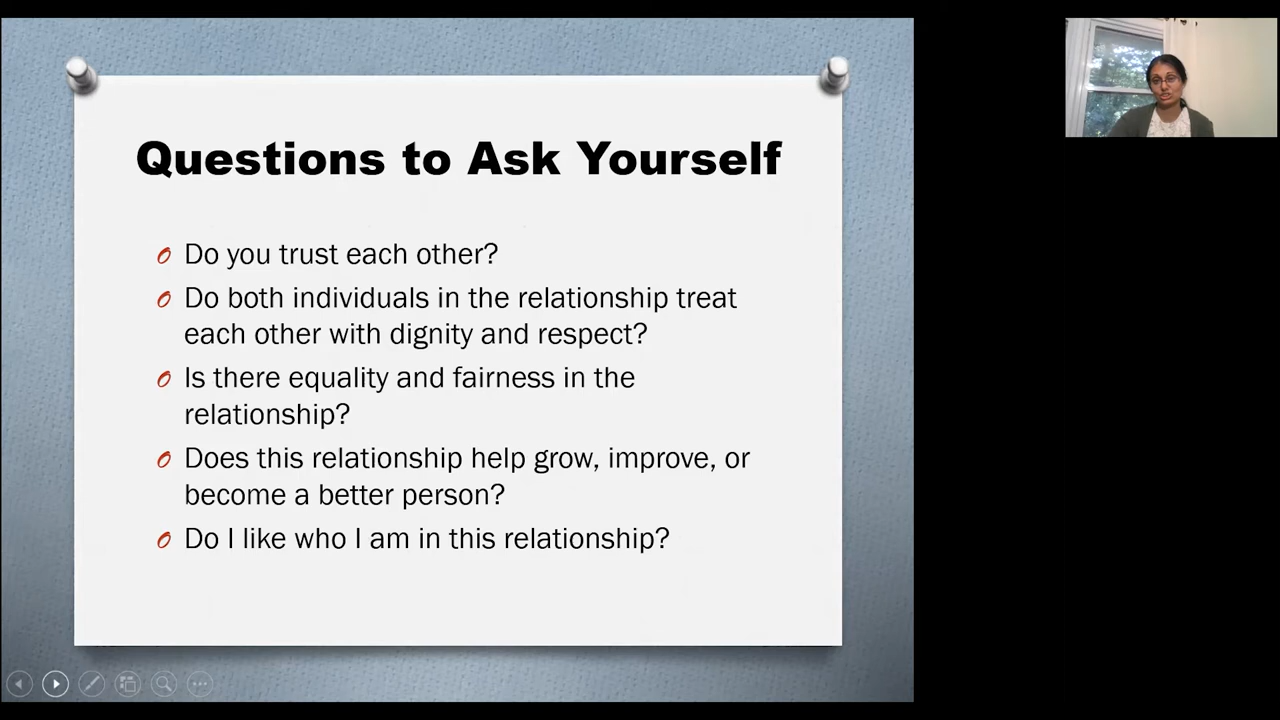 Questions to Ask Yourself
Do you trust each other?
Do both individuals in the relationship treat
each other with dignity and respect?
Is there equality and fairness in the
relationship?
Does this relationship help grow, improve, or
become a better person?
Do I like who I am in this relationship?